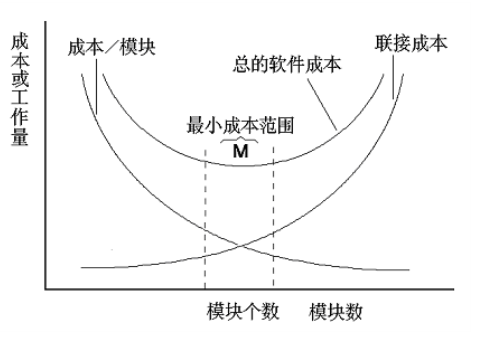 成本或工作量
成本／模块
联接成本
总的软件成本
最小成本范围
M
模块个数
模块数